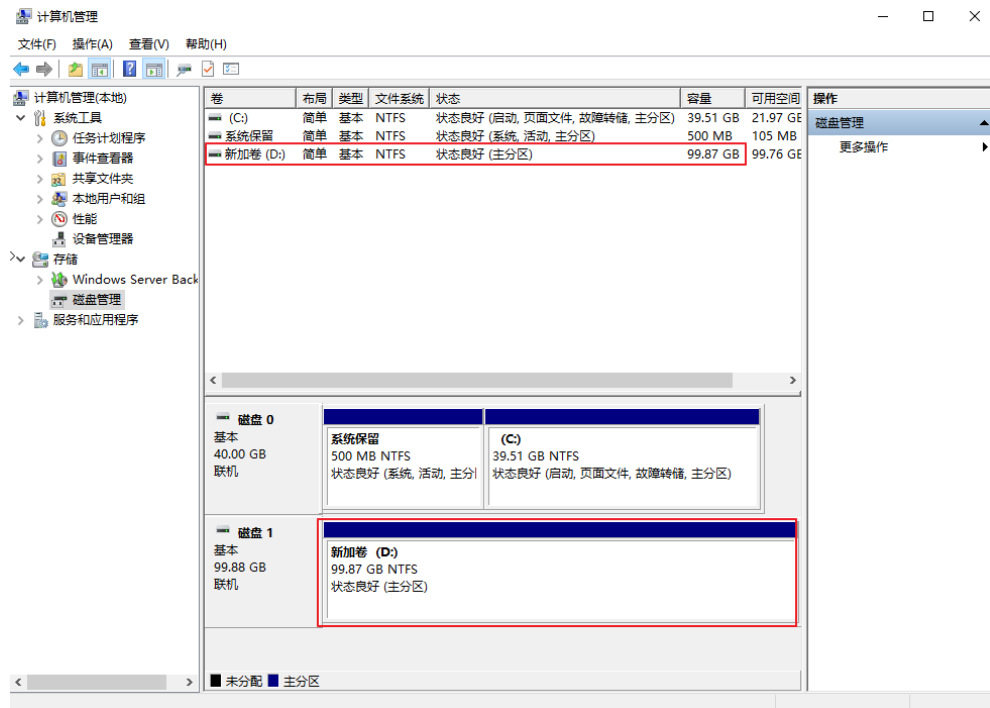 计算机管理
文件(F) 操作(A) 查看(V) 帮助(H)
计算机管理(本地)
系统工具
任务计划程序
事件查看器
共享文件夹
本地用户和组
性能
设备管理器
存储
Windows Server Back
磁盘管理
服务和应用程序
卷 布局 类型 文件系统 状态 容量 可用空间
(C:) 简单 基本 NTFS 状态良好 (启动, 页面文件, 故障转储, 主分区) 39.51 GB 21.97 GE
系统保留 简单 基本 NTFS 状态良好 (系统, 活动, 主分区) 500 MB 105 MB
新加卷 (D:) 简单 基本 NTFS 状态良好 (主分区) 99.87 GB 99.76 GE
磁盘 0
基本
40.00 GB
联机
系统保留
500 MB NTFS
状态良好 (系统, 活动, 主分
(C:)
39.51 GB NTFS
状态良好 (启动, 页面文件, 故障转储, 主分区)
磁盘 1
基本
99.88 GB
联机
新加卷 (D:)
99.87 GB NTFS
状态良好 (主分区)
未分配 主分区
操作
磁盘管理
更多操作